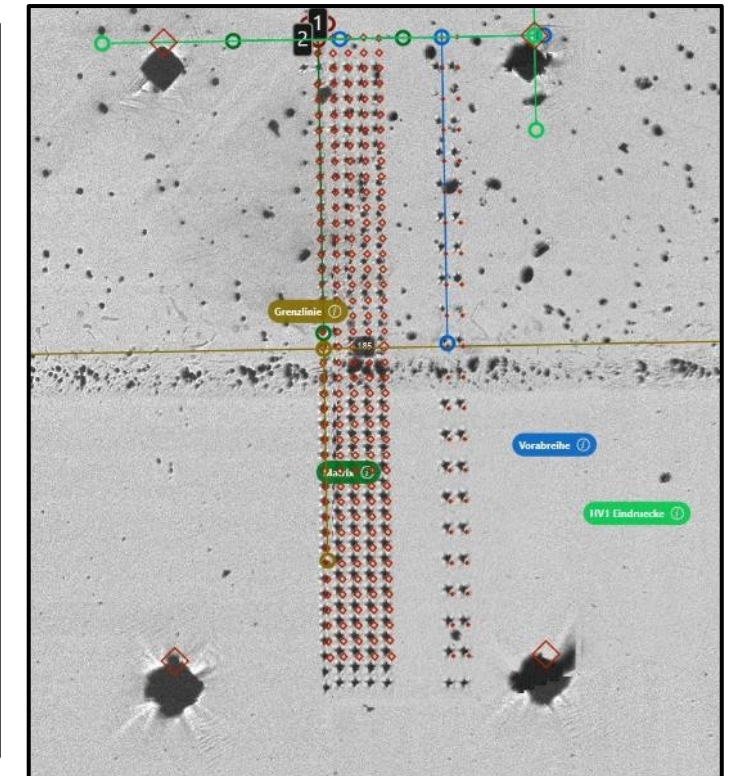 1
2
Grenzlinie
185
Matrix
Vorabreihe
HV1 Eindruecke